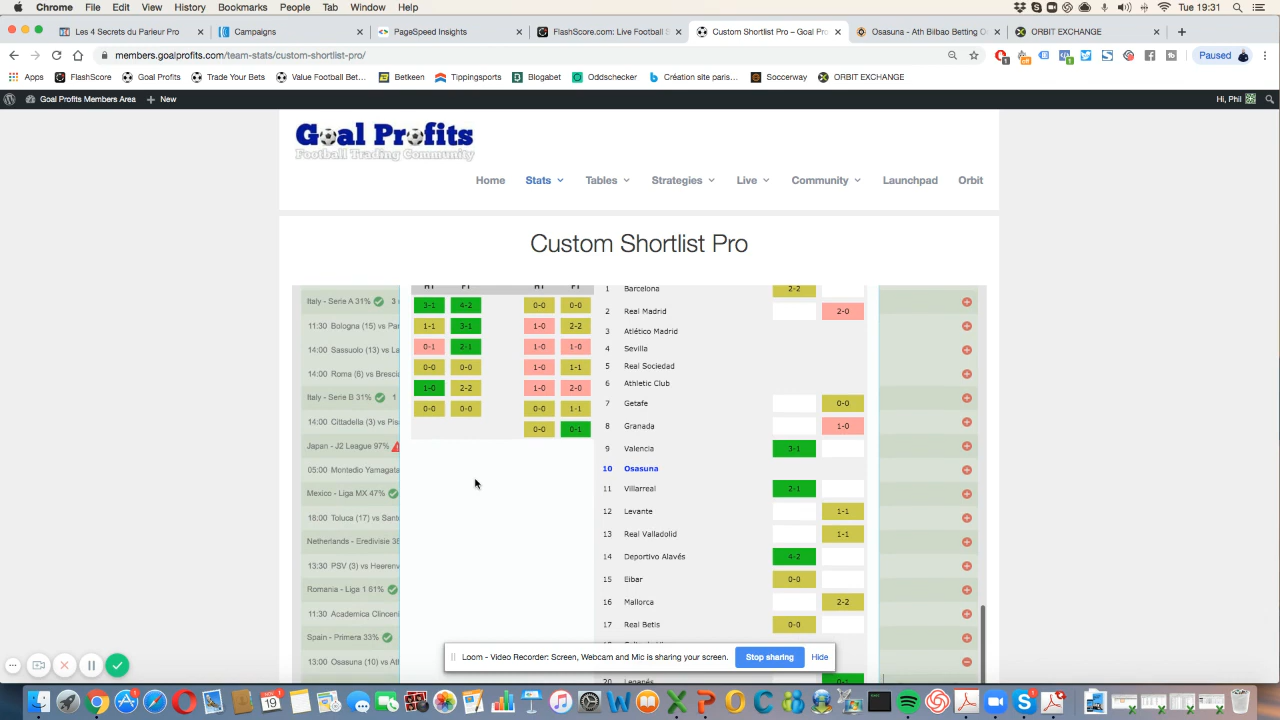 Chrome File Edit View History Bookmarks People Tab Window Help Tue 19:31
Les 4 Secrets du Parieur Pro Campaigns PageSpeed Insights FlashScore.com: Live Football S Custom Shortlist Pro – Goal Pro Osasuna - Ath Bilbao Betting O ORBIT EXCHANGE
members.goalprofits.com/team-stats/custom-shortlist-pro/ Paused
Apps FlashScore Goal Profits Trade Your Bets Value Football Bet... Betkeen Tippingsports Blogabet Oddschecker Création site paris... Soccerway ORBIT EXCHANGE
Goal Profits Members Area New Hi, Phil
Goal Profits
Football Trading Community
Home Stats Tables Strategies Live Community Launchpad Orbit
Custom Shortlist Pro
HT FT HT FT
1 Barcelona 2-2
Italy - Serie A 31% 3 3-1 4-2 0-0 0-0
2 Real Madrid 2-0
11:30 Bologna (15) vs Par 1-1 3-1 1-0 2-2
3 Atlético Madrid
14:00 Sassuolo (13) vs La 0-1 2-1 1-0 1-0
4 Sevilla
14:00 Roma (6) vs Brescia 0-0 0-0 1-0 1-1
5 Real Sociedad
Italy - Serie B 31% 1 1-0 2-2 1-0 2-0
6 Athletic Club
7 Getafe 0-0
0-0 0-0 0-0 1-1
14:00 Cittadella (3) vs Pis 0-0 0-1
8 Granada 1-0
Japan - J2 League 97%
9 Valencia 3-1
05:00 Montedio Yamagata
10 Osasuna
Mexico - Liga MX 47%
11 Villarreal 2-1
18:00 Toluca (17) vs Sant
12 Levante 1-1
Netherlands - Eredivisie 35
13 Real Valladolid 1-1
13:30 PSV (3) vs Heerenv
14 Deportivo Alavés 4-2
Romania - Lige 1 61%
15 Eibar 0-0
11:30 Academica Clinceni
16 Mallorca 2-2
Spain - Primera 33%
17 Real Betis 0-0
13:00 Osasuna (10) vs Ath
Loom - Video Recorder: Screen, Webcam and Mic is sharing your screen. Stop sharing Hide
20 Leganés 0-1
NOV 19